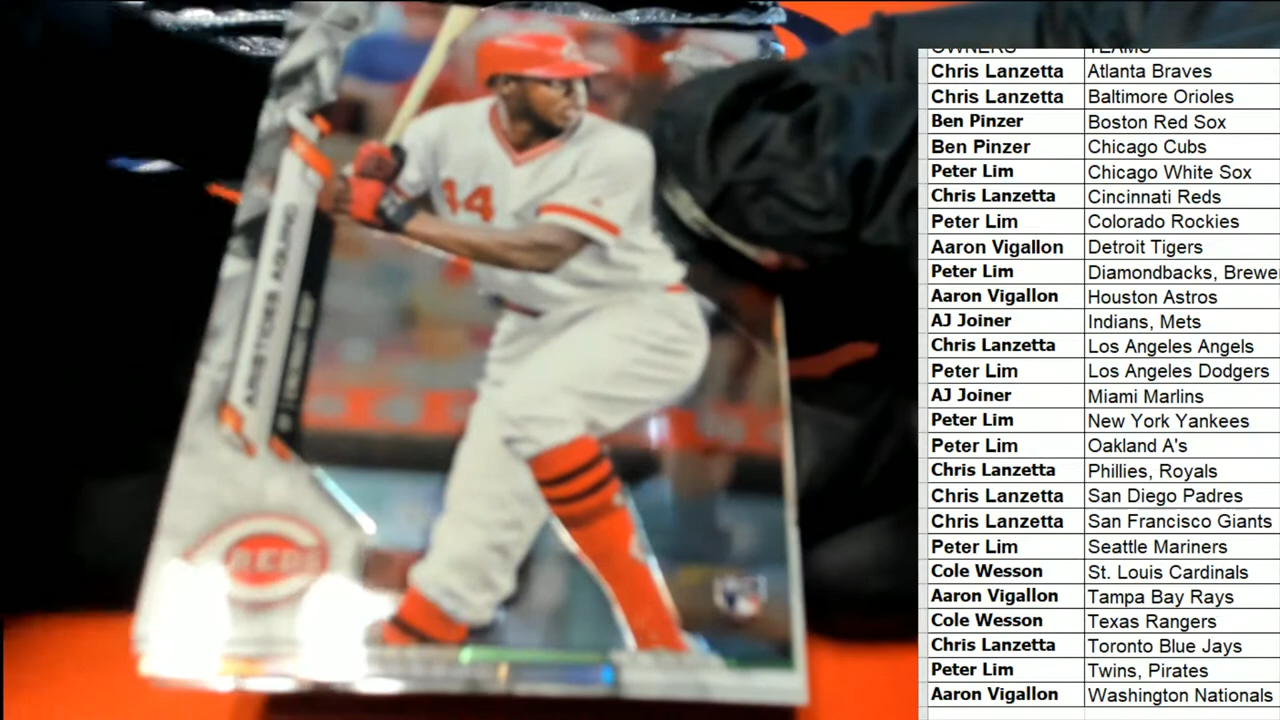 OWNERS TEAMS
Chris Lanzetta Atlanta Braves
Chris Lanzetta Baltimore Orioles
Ben Pinzer Boston Red Sox
Ben Pinzer Chicago Cubs
Peter Lim Chicago White Sox
Chris Lanzetta Cincinnati Reds
Peter Lim Colorado Rockies
Aaron Vigallon Detroit Tigers
Peter Lim Diamondbacks, Brewe
Aaron Vigallon Houston Astros
AJ Joiner Indians, Mets
Chris Lanzetta Los Angeles Angels
Peter Lim Los Angeles Dodgers
AJ Joiner Miami Marlins
Peter Lim New York Yankees
Peter Lim Oakland A's
Chris Lanzetta Phillies, Royals
Chris Lanzetta San Diego Padres
Chris Lanzetta San Francisco Giants
Peter Lim Seattle Mariners
Cole Wesson St. Louis Cardinals
Aaron Vigallon Tampa Bay Rays
Cole Wesson Texas Rangers
Chris Lanzetta Toronto Blue Jays
Peter Lim Twins, Pirates
Aaron Vigallon Washington Nationals
44
ARISTIDES AQUINO
REDS